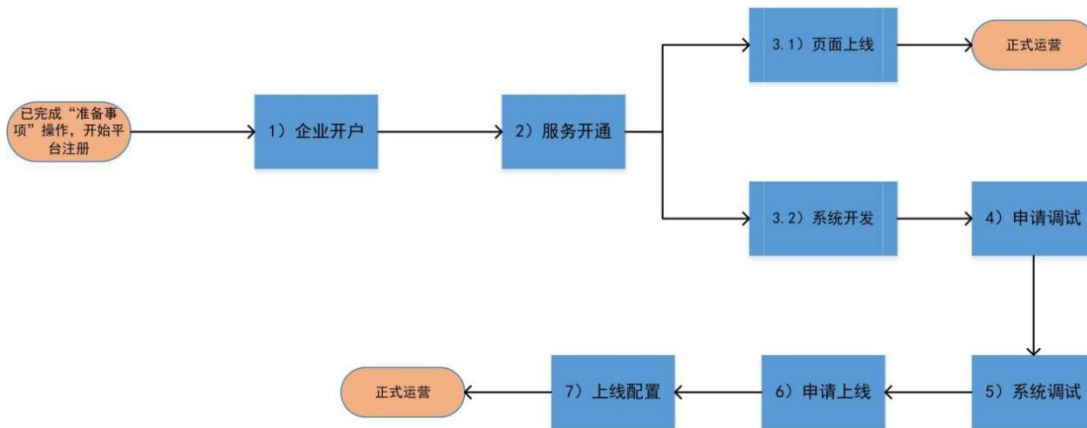 3.1）页面上线
正式运营
已完成“准备事
项”操作，开始平
台注册
1）企业开户
2）服务开通
3.2）系统开发
4）申请调试
正式运营
7）上线配置
6）申请上线
5）系统调试